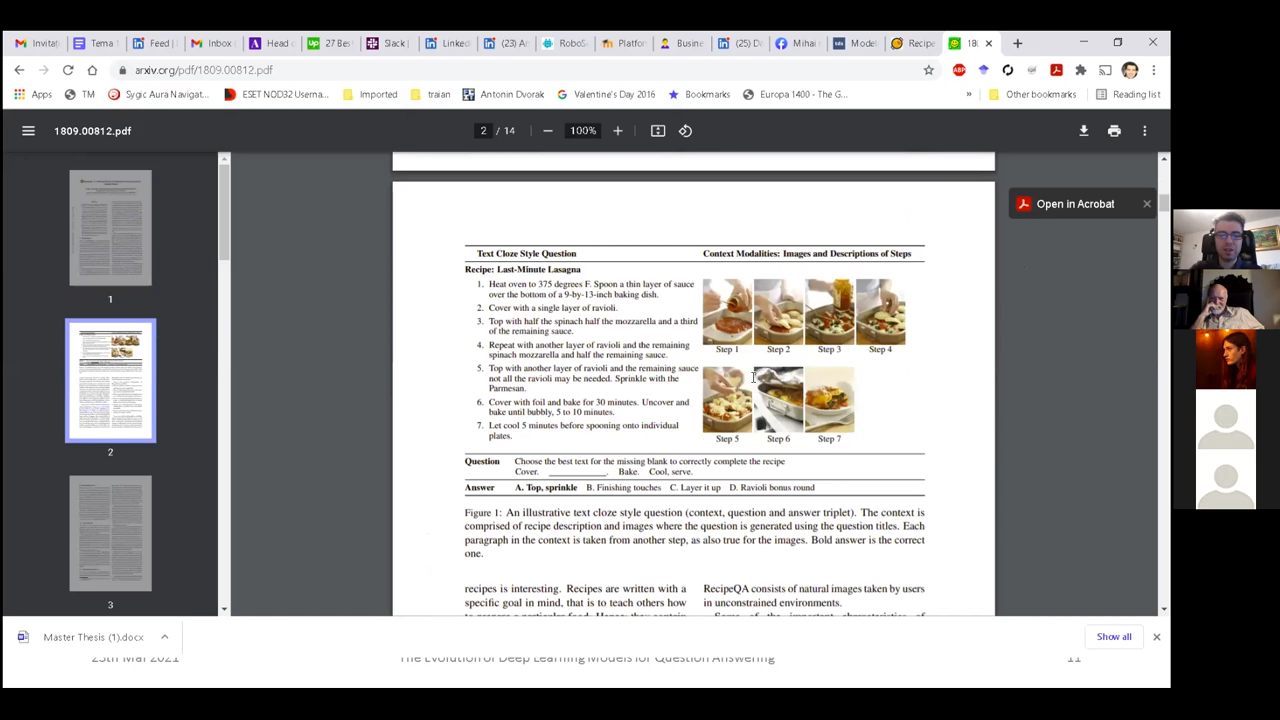 Invitati
Tema
Feed |
Inbox
Head
27 Best
Slack |
Linked
(23) An
RoboS
Platfor
Busine
(25) Da
Mihai
Model
Recipe
18
arxiv.org/pdf/1809.00812.pdf
Apps
TM
Sygic Aura Navigat...
ESET NOD32 Userna...
Imported
traian
Antonin Dvorak
Valentine's Day 2016
Bookmarks
Europa 1400 - The G...
»
Other bookmarks
Reading list
1809.00812.pdf
2 / 14
100%
Open in Acrobat
1
2
3
Text Cloze Style Question
Context Modalities: Images and Descriptions of Steps
Recipe: Last-Minute Lasagna
1. Heat oven to 375 degrees F. Spoon a thin layer of sauce
over the bottom of a 9-by-13-inch baking dish.
2. Cover with a single layer of ravioli.
3. Top with half the spinach half the mozzarella and a third
of the remaining sauce.
4. Repeat with another layer of ravioli and the remaining
spinach mozzarella and half the remaining sauce.
5. Top with another layer of ravioli and the remaining sauce
not all the ravioli may be needed. Sprinkle with the
Parmesan.
6. Cover with foil and bake for 30 minutes. Uncover and
bake until bubbly, 5 to 10 minutes.
7. Let cool 5 minutes before spooning onto individual
plates.
Step 1
Step 2
Step 3
Step 4
Step 5
Step 6
Step 7
Question Choose the best text for the missing blank to correctly complete the recipe
Cover. ____________. Bake. Cool, serve.
Answer A. Top, sprinkle B. Finishing touches C. Layer it up D. Ravioli bonus round
Figure 1: An illustrative text cloze style question (context, question and answer triplet). The context is
comprised of recipe description and images where the question is generated using the question titles. Each
paragraph in the context is taken from another step, as also true for the images. Bold answer is the correct
one.
recipes is interesting. Recipes are written with a
specific goal in mind, that is to teach others how
RecipeQA consists of natural images taken by users
in unconstrained environments.
Some of the important characteristics of
Master Thesis (1).docx
Show all
25th Mar 2021
The Evolution of Deep Learning Models for Question Answering
11